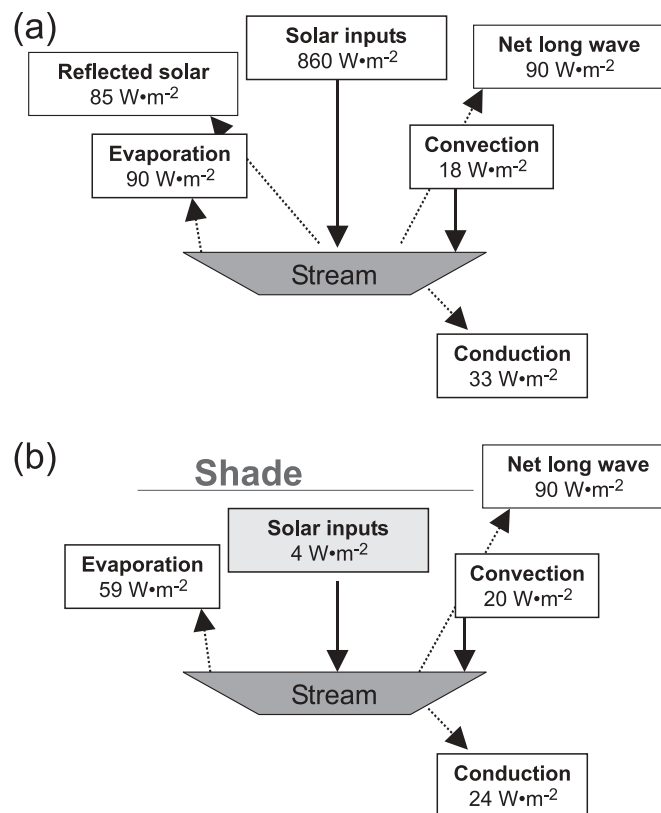 (a)
Solar inputs
860 W•m-2
Net long wave
90 W•m-2
Reflected solar
85 W•m-2
Evaporation
90 W•m-2
Convection
18 W•m-2
Stream
Conduction
33 W•m-2
(b)
Shade
Net long wave
90 W•m-2
Solar inputs
4 W•m-2
Evaporation
59 W•m-2
Convection
20 W•m-2
Stream
Conduction
24 W•m-2